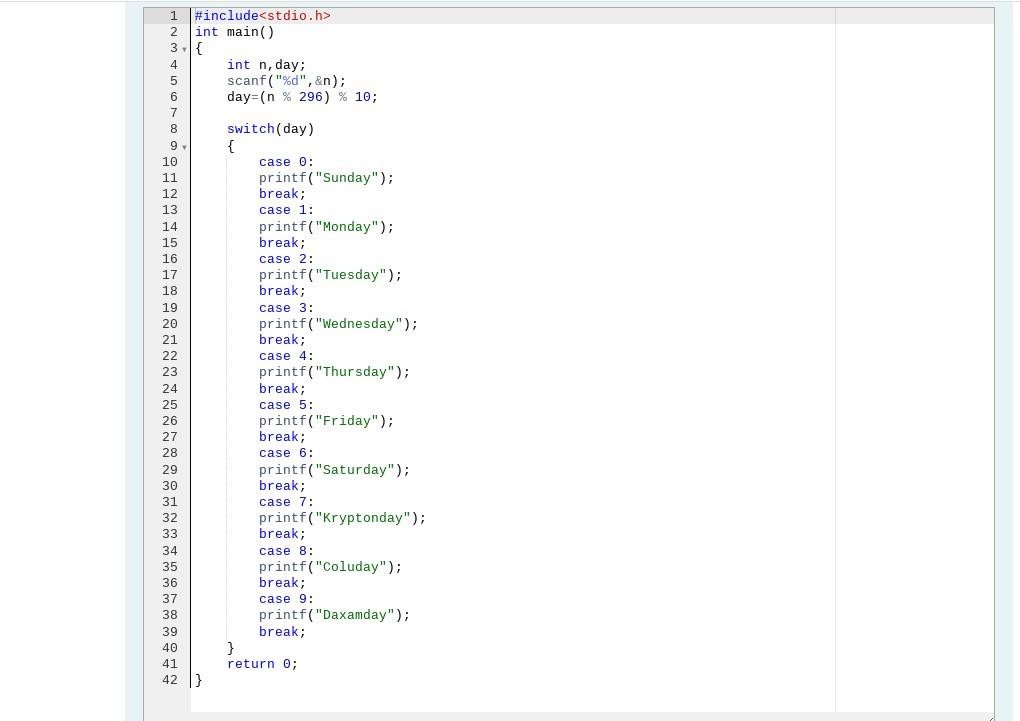 1 #include<stdio.h>
2 int main()
3 {
4 int n,day;
5 scanf("%d",&n);
6 day=(n % 296) % 10;
7
8 switch(day)
9 {
10 case 0:
11 printf("Sunday");
12 break;
13 case 1:
14 printf("Monday");
15 break;
16 case 2:
17 printf("Tuesday");
18 break;
19 case 3:
20 printf("Wednesday");
21 break;
22 case 4:
23 printf("Thursday");
24 break;
25 case 5:
26 printf("Friday");
27 break;
28 case 6:
29 printf("Saturday");
30 break;
31 case 7:
32 printf("Kryptonday");
33 break;
34 case 8:
35 printf("Coluday");
36 break;
37 case 9:
38 printf("Daxamday");
39 break;
40 }
41 return 0;
42 }